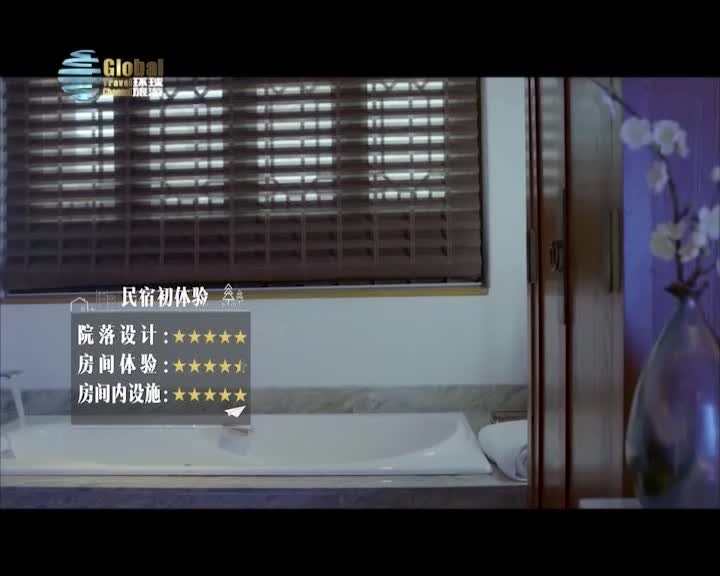 Global
Travel 环球
Channel 旅游
民宿初体验
院落设计：
房间体验：
房间内设施：